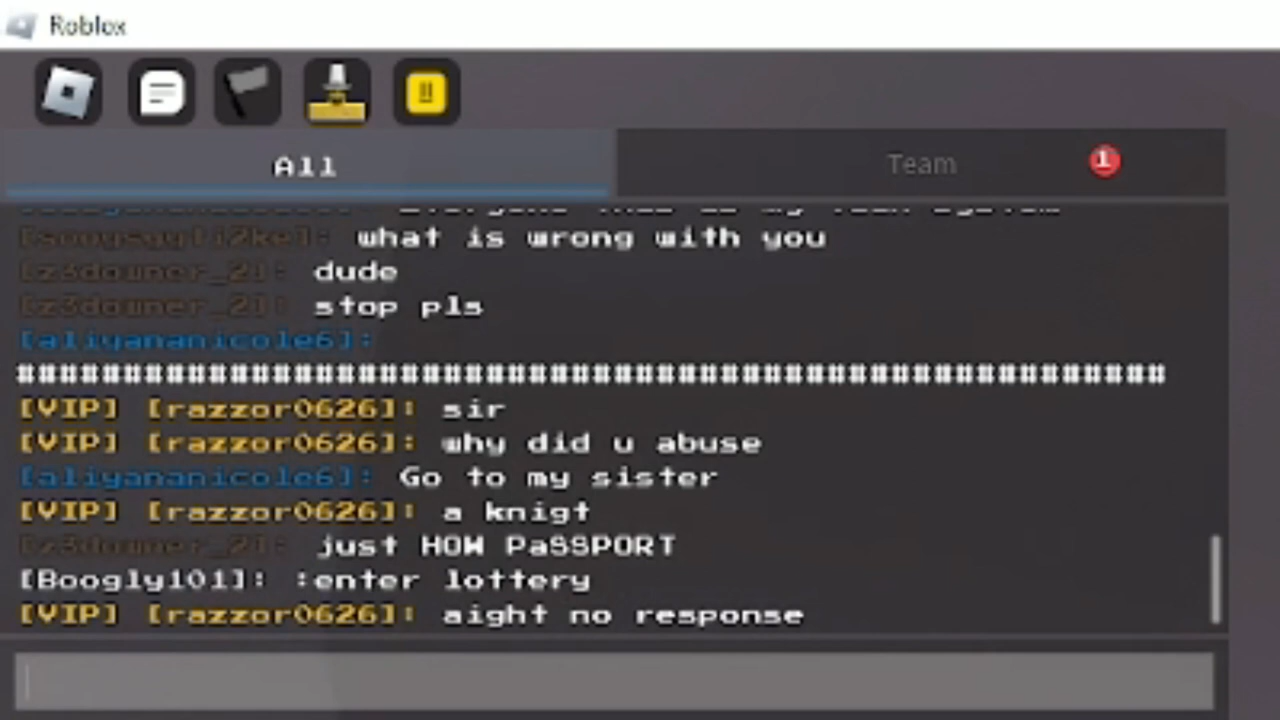 Roblox
All
Team
1
what is wrong with you
dude
stop pls
[aliyananicole6]:
######################################################
[VIP] [razzor0626]: sir
[VIP] [razzor0626]: why did u abuse
[aliyananicole6]: Go to my sister
[VIP] [razzor0626]: a knigt
just HOW PaSSPORT
[Boogly101]: :enter lottery
[VIP] [razzor0626]: aight no response